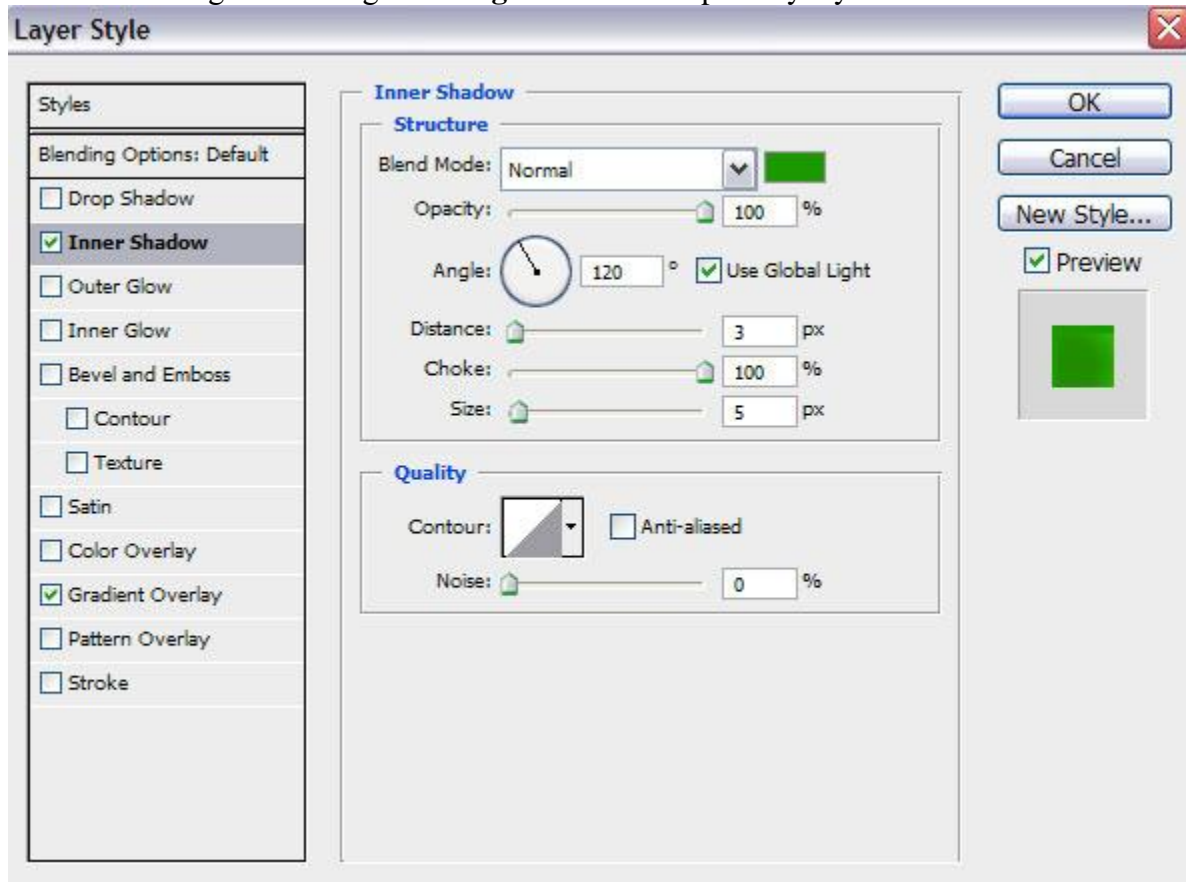 Layer Style
Styles
Blending Options: Default
Drop Shadow
Inner Shadow
Outer Glow
Inner Glow
Bevel and Emboss
Contour
Texture
Satin
Color Overlay
Gradient Overlay
Pattern Overlay
Stroke
Inner Shadow
Structure
Blend Mode: Normal
Opacity: 100 %
Angle: 120 ° Use Global Light
Distance: 3 px
Choke: 100 %
Size: 5 px
Quality
Contour: Anti-aliased
Noise: 0 %
OK
Cancel
New Style...
Preview